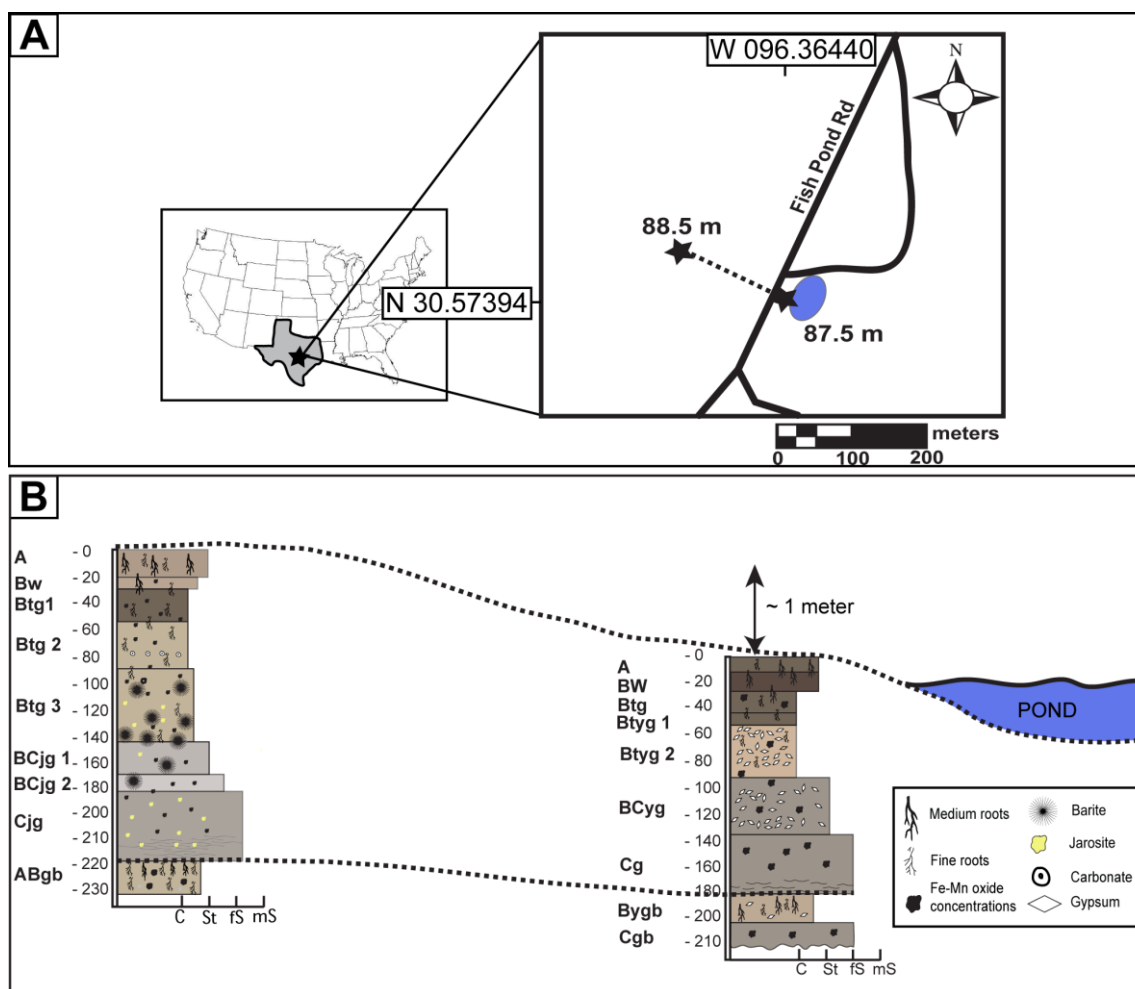 A
W 096.36440
N
Fish Pond Rd
88.5 m
N 30.57394
87.5 m
meters
0 100 200
B
A
Bw
Btg1
Btg 2
Btg 3
BCjg 1
BCjg 2
Cjg
ABgb
- 0
- 20
- 40
- 60
- 80
- 100
- 120
- 140
- 160
- 180
- 200
- 210
- 220
- 230
C St fS mS
~ 1 meter
A
BW
Btg
Btyg 1
Btyg 2
BCyg
Cg
Bygb
Cgb
- 0
- 20
- 40
- 60
- 80
- 100
- 120
- 140
- 160
- 180
- 200
- 210
C St fS mS
POND
Medium roots
Fine roots
Fe-Mn oxide
concentrations
Barite
Jarosite
Carbonate
Gypsum